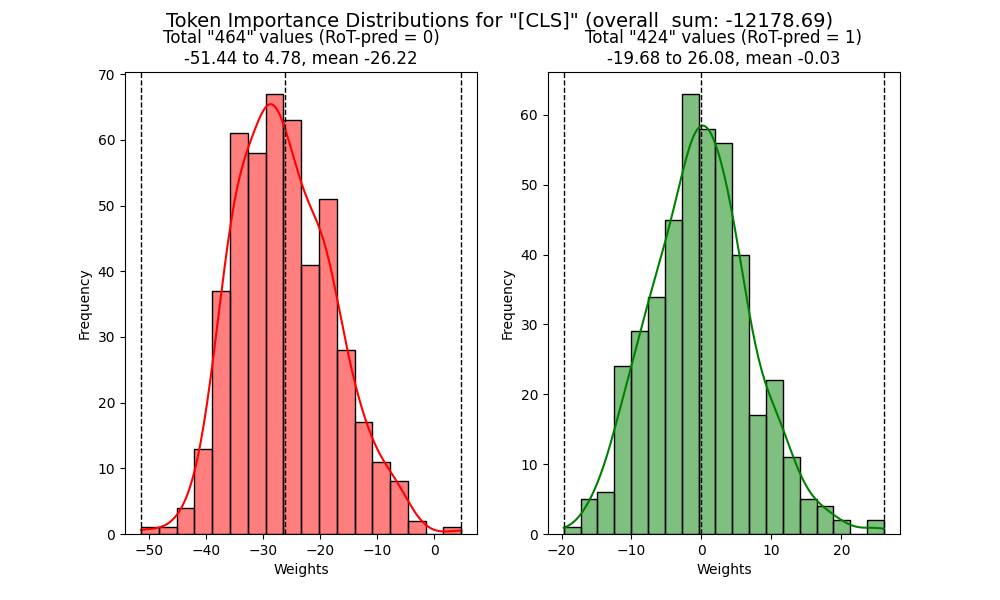 Token Importance Distributions for "[CLS]" (overall  sum: -12178.69)
Total "464" values (RoT-pred = 0)
-51.44 to 4.78, mean -26.22
Total "424" values (RoT-pred = 1)
-19.68 to 26.08, mean -0.03
70
60
50
40
30
20
10
0
Frequency
−50
−40
−30
−20
−10
0
Weights
60
50
40
30
20
10
0
Frequency
−20
−10
0
10
20
Weights